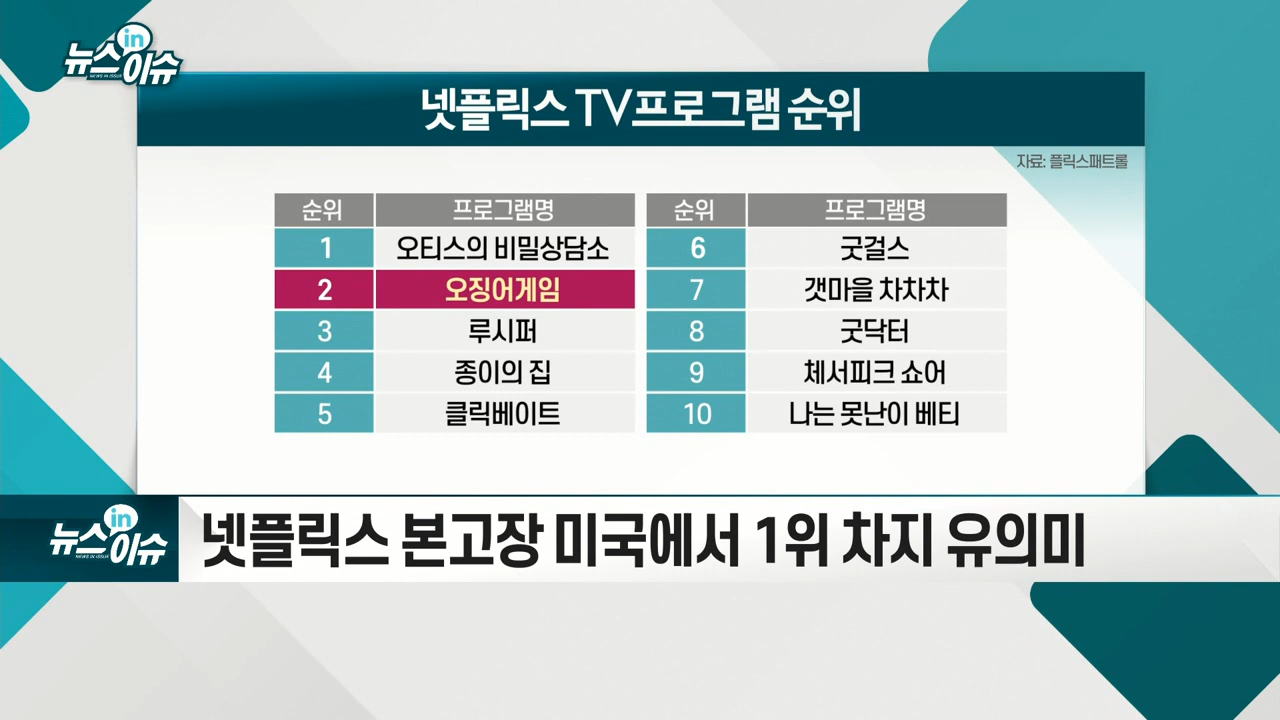 뉴스in이슈
NEWS IN ISSUE
넷플릭스 TV프로그램 순위
자료: 플릭스패트롤
순위 프로그램명 순위 프로그램명
1 오티스의 비밀상담소 6 굿걸스
2 오징어게임 7 갯마을 차차차
3 루시퍼 8 굿닥터
4 종이의 집 9 체서피크 쇼어
5 클릭베이트 10 나는 못난이 베티
뉴스in이슈
NEWS IN ISSUE
넷플릭스 본고장 미국에서 1위 차지 유의미